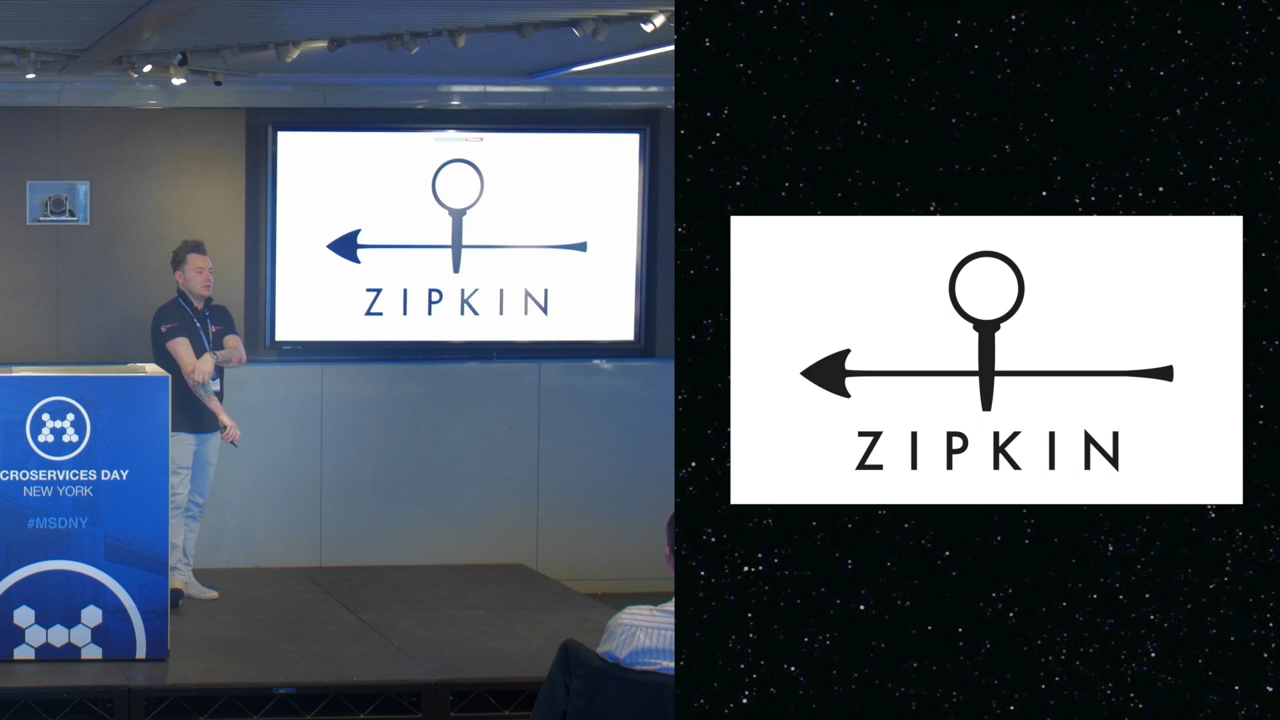 ZIPKIN
CROSERVICES DAY
NEW YORK
#MSDNY
ZIPKIN